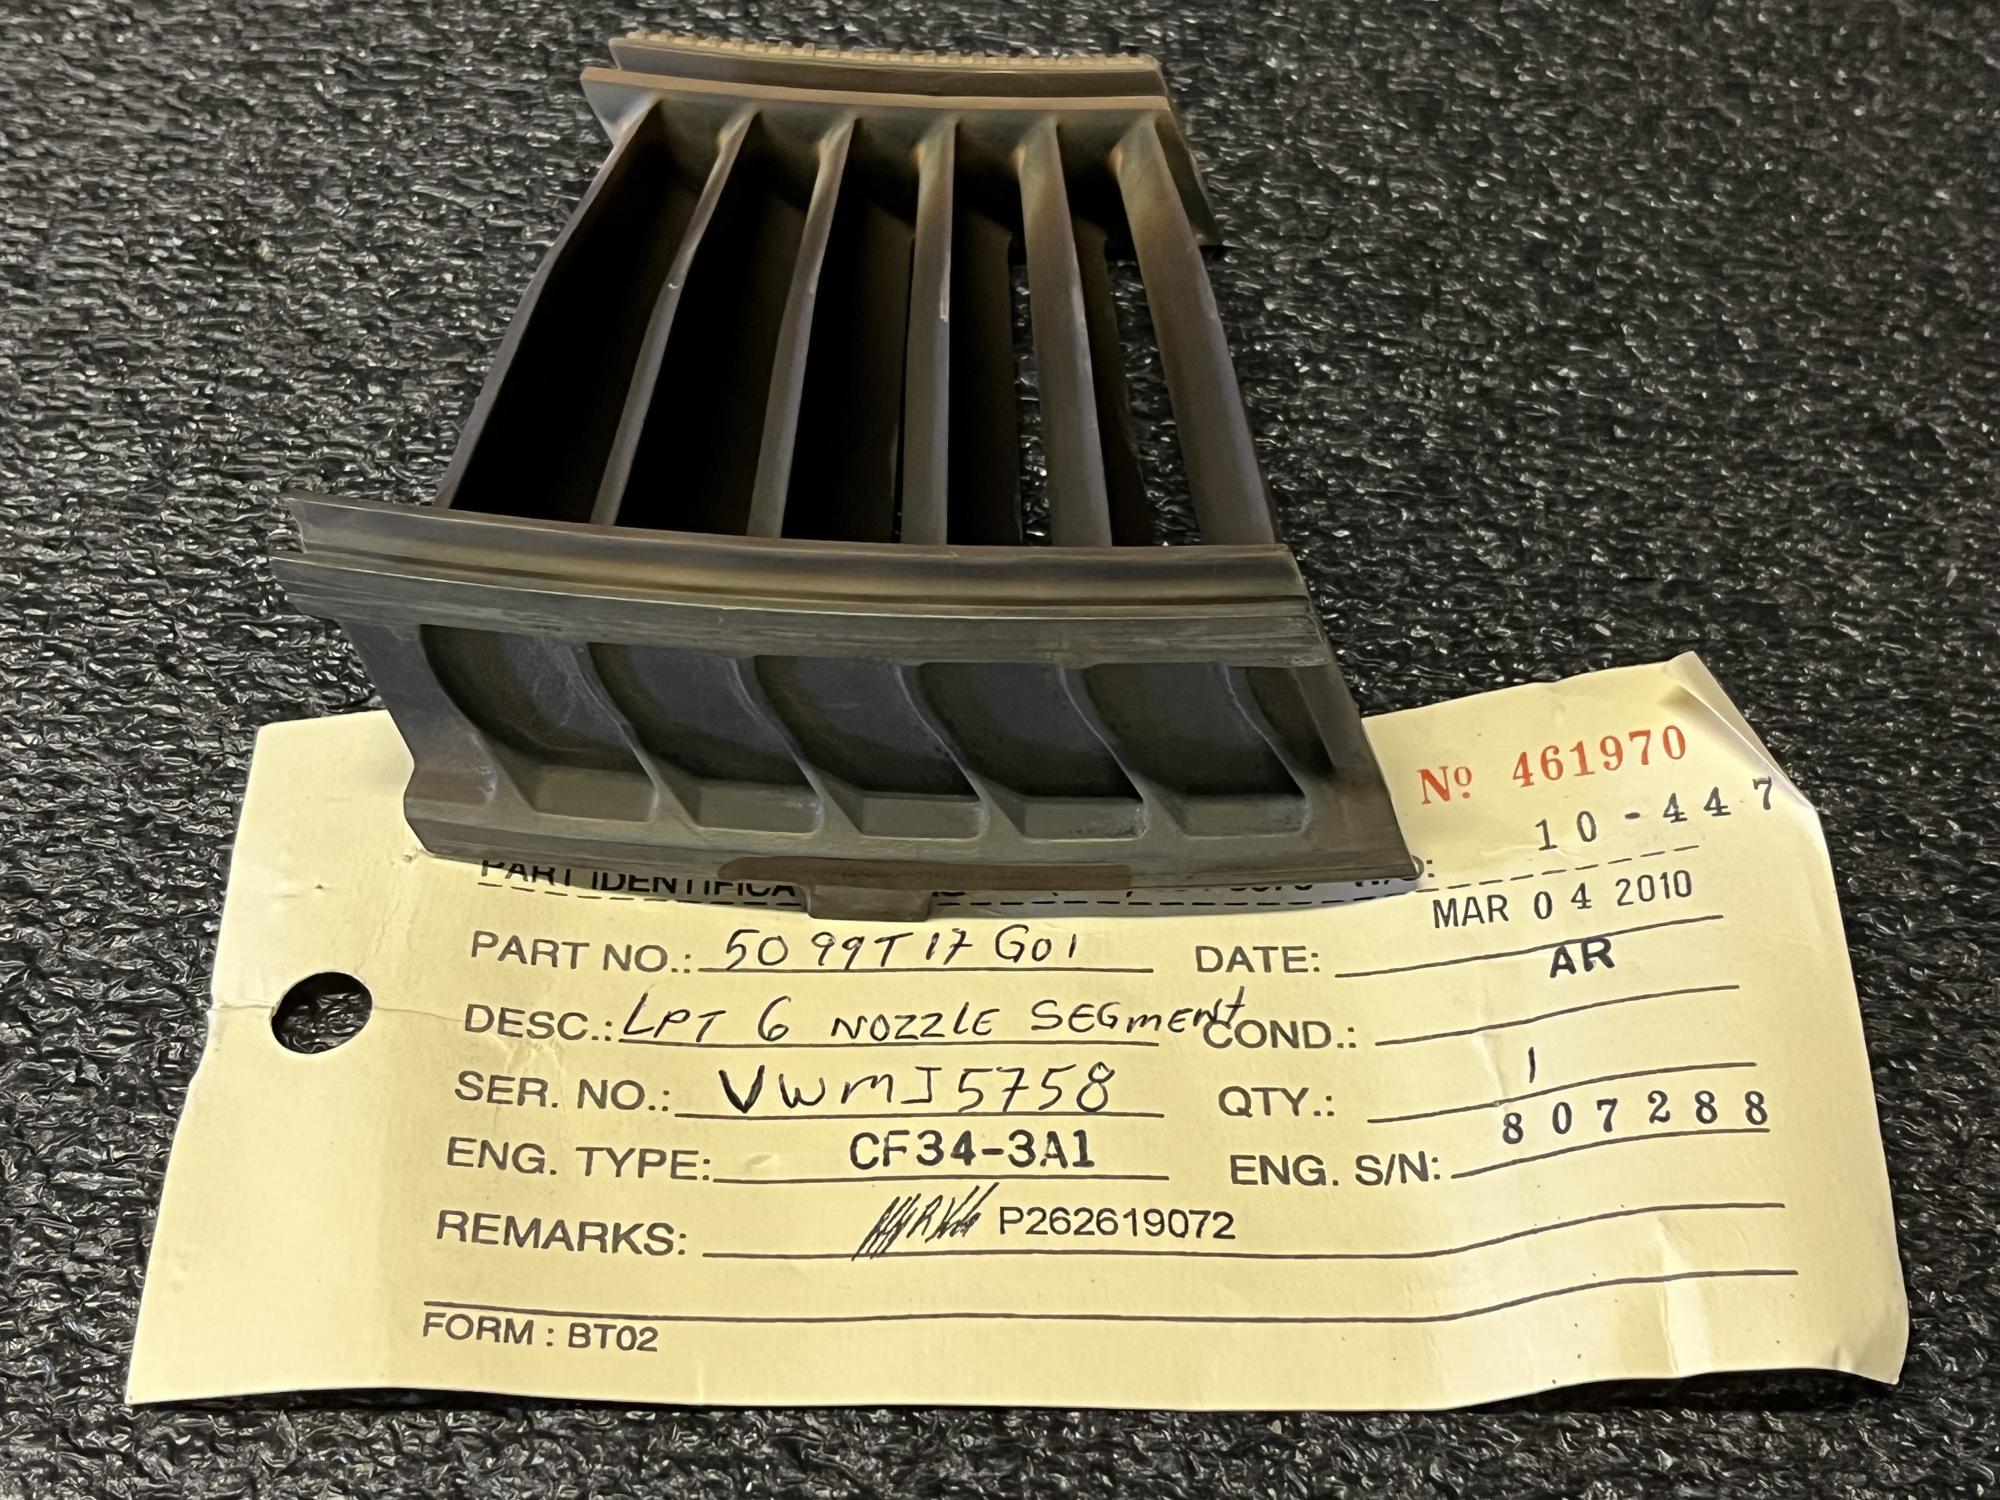 Nº 461970
10-447
PART IDENTIFICA
MAR 04 2010
PART NO.: 5099T17G01 DATE:
AR
DESC.: LPT 6 NOZZLE SEGMENT COND.:
SER. NO.: VWMJ5758 QTY.: 1
ENG. TYPE: CF34-3A1 ENG. S/N: 807288
REMARKS: P262619072
FORM : BT02